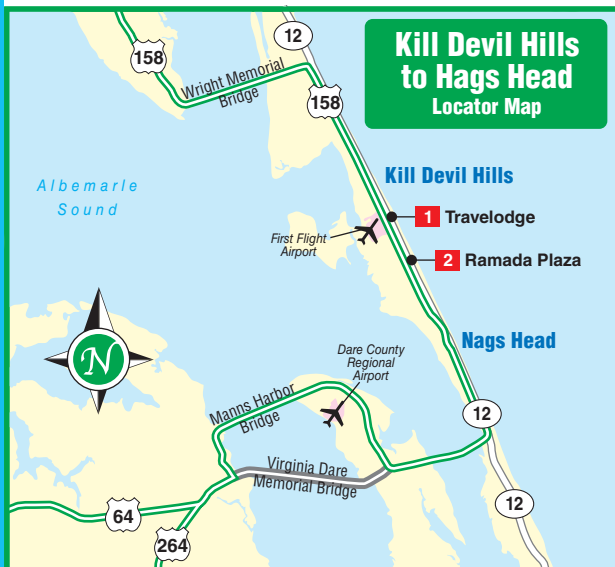 Kill Devil Hills
to Hags Head
Locator Map
12
158
Wright Memorial
Bridge
158
Kill Devil Hills
Albemarle
Sound
1 Travelodge
First Flight
Airport
2 Ramada Plaza
Nags Head
Dare County
Regional
Airport
N
Manns Harbor
Bridge
12
Virginia Dare
Memorial Bridge
12
64
264